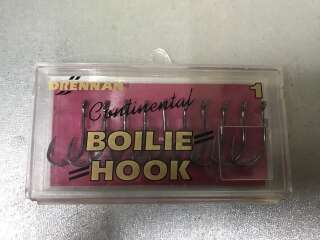 DRENNAN
1
Continental
BOILIE
HOOK